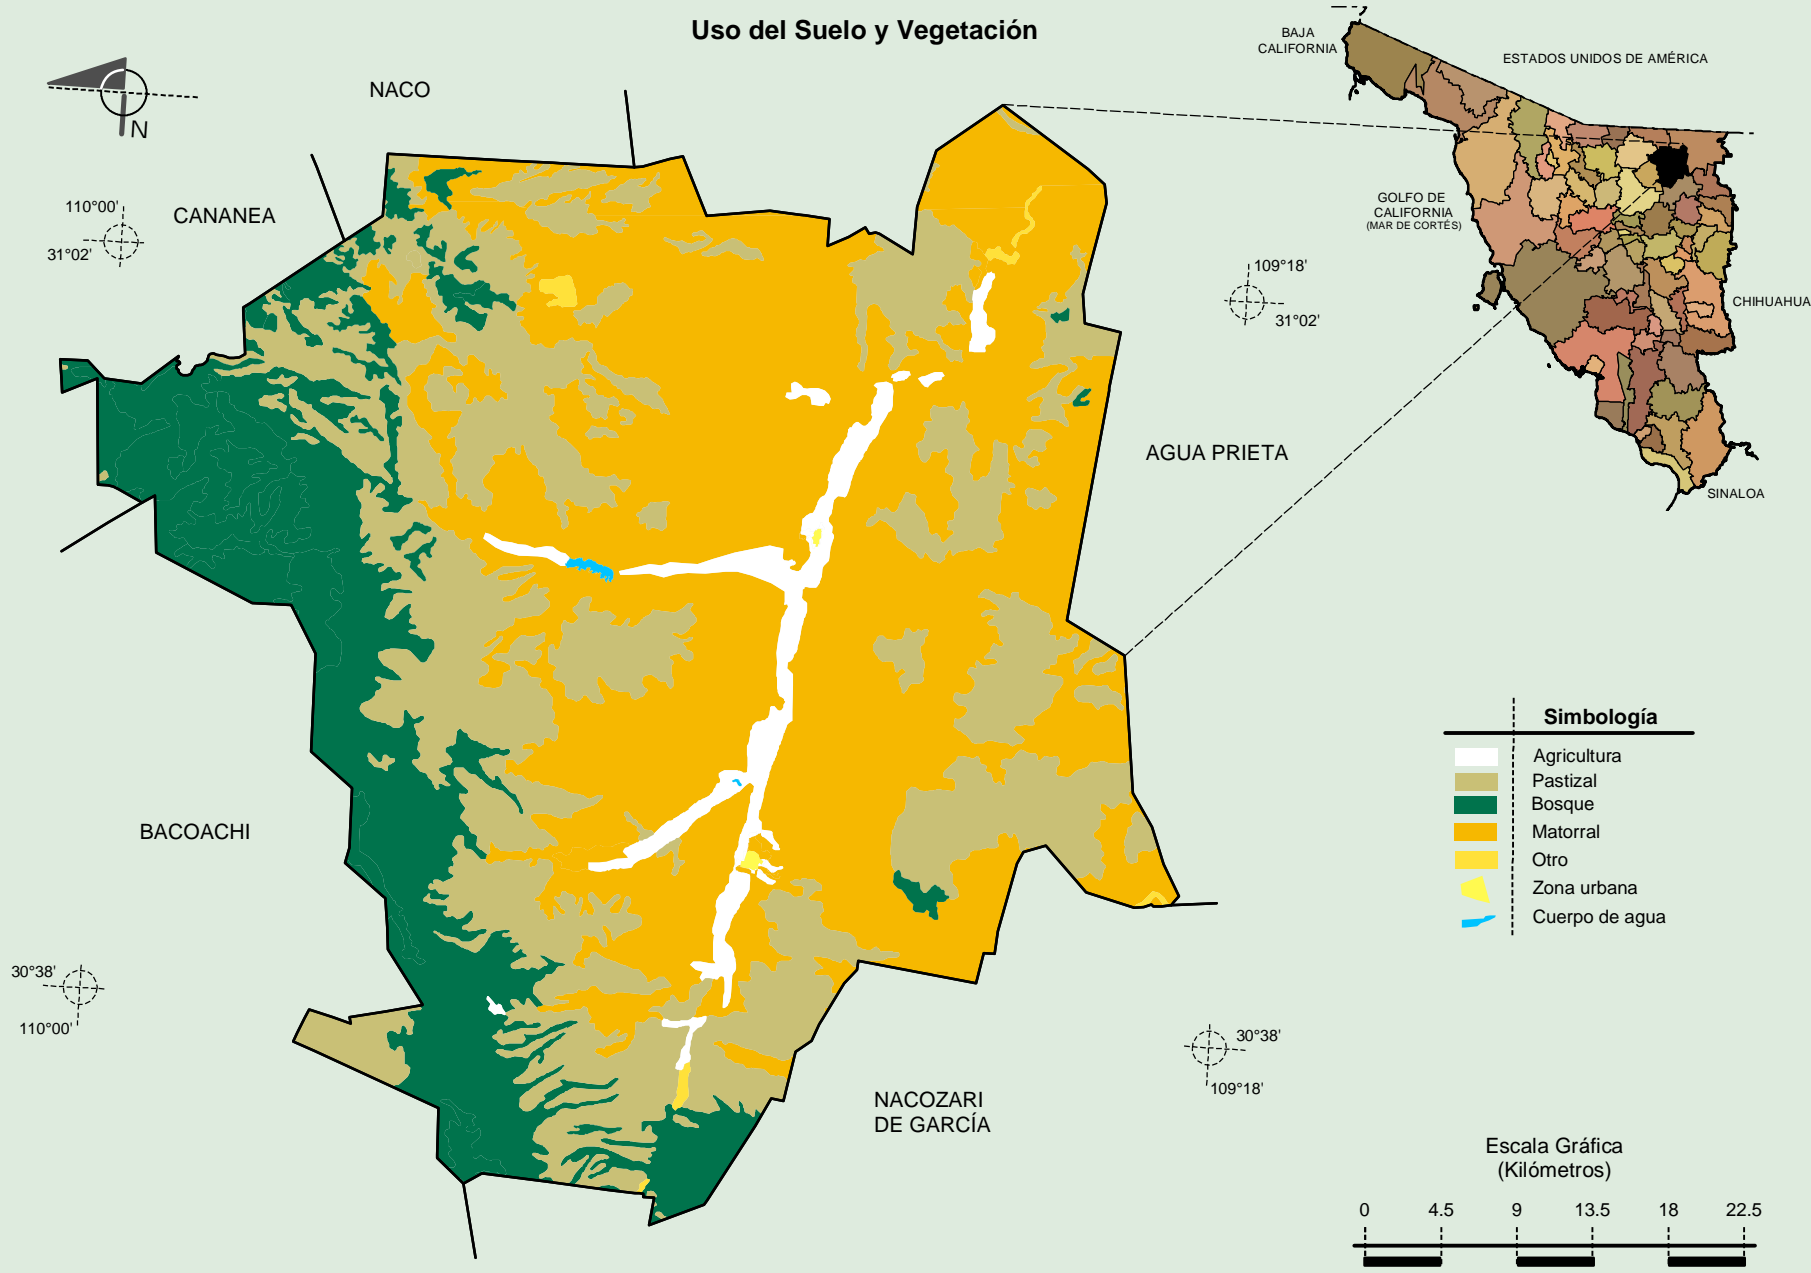 Uso del Suelo y Vegetación
BAJA
CALIFORNIA
ESTADOS UNIDOS DE AMÉRICA
NACO
N
110°00'
CANANEA
31°02'
GOLFO DE
CALIFORNIA
(MAR DE CORTÉS)
109°18'
31°02'
CHIHUAHUA
AGUA PRIETA
SINALOA
Simbología
Agricultura
Pastizal
Bosque
Matorral
Otro
Zona urbana
Cuerpo de agua
BACOACHI
30°38'
110°00'
30°38'
109°18'
NACOZARI
DE GARCÍA
Escala Gráfica
(Kilómetros)
0 4.5 9 13.5 18 22.5